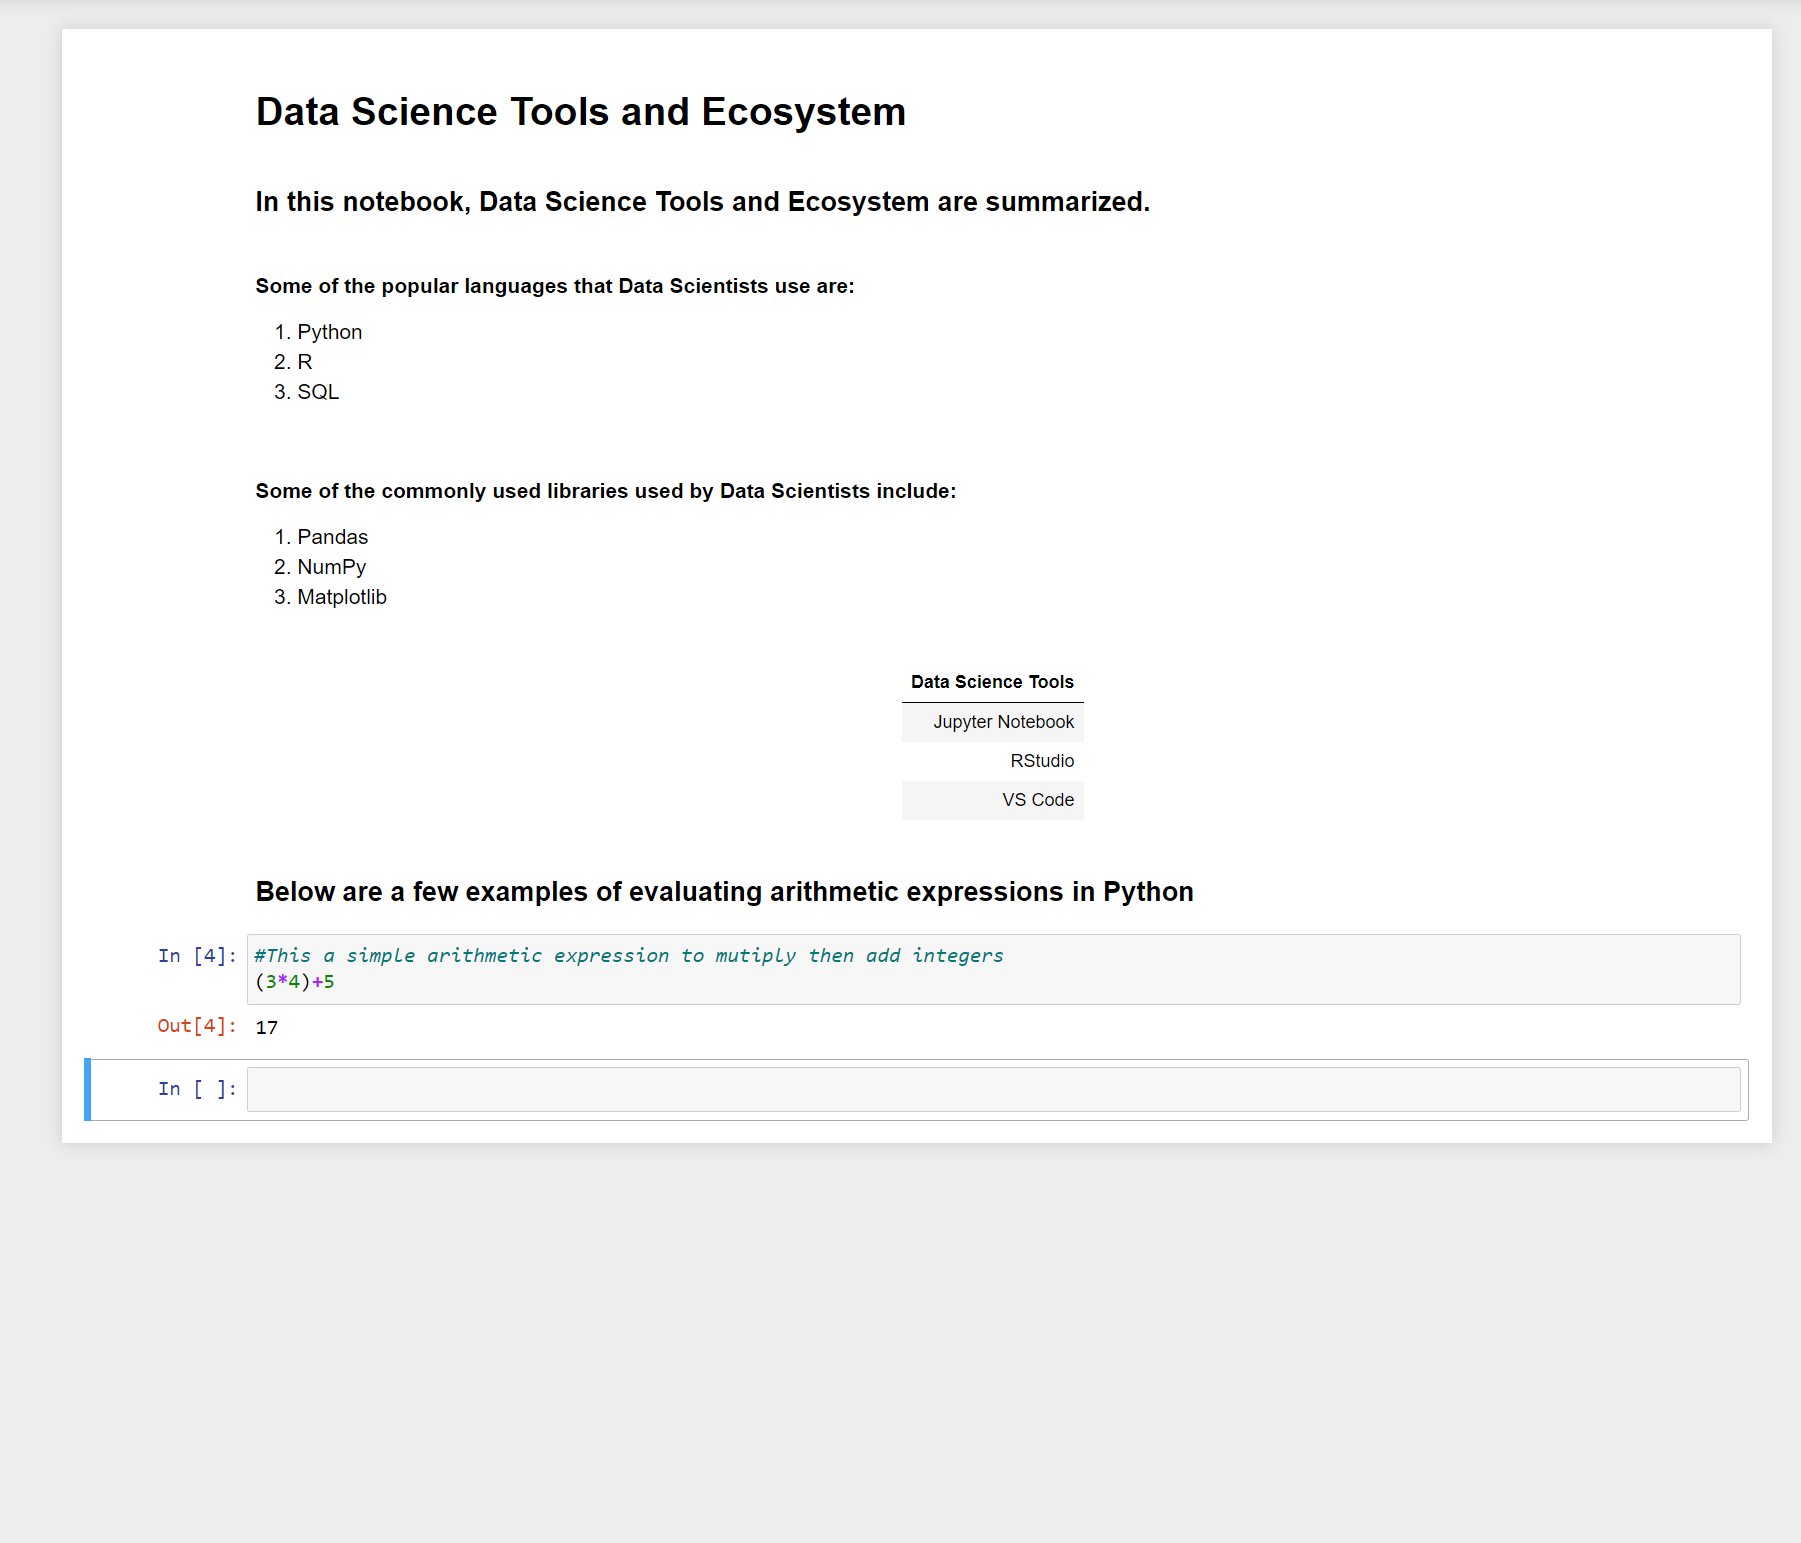 Data Science Tools and Ecosystem
In this notebook, Data Science Tools and Ecosystem are summarized.
Some of the popular languages that Data Scientists use are:
1. Python
2. R
3. SQL
Some of the commonly used libraries used by Data Scientists include:
1. Pandas
2. NumPy
3. Matplotlib
Data Science Tools
Jupyter Notebook
RStudio
VS Code
Below are a few examples of evaluating arithmetic expressions in Python
In [4]: #This a simple arithmetic expression to mutiply then add integers
(3*4)+5
Out[4]: 17
In [ ]: